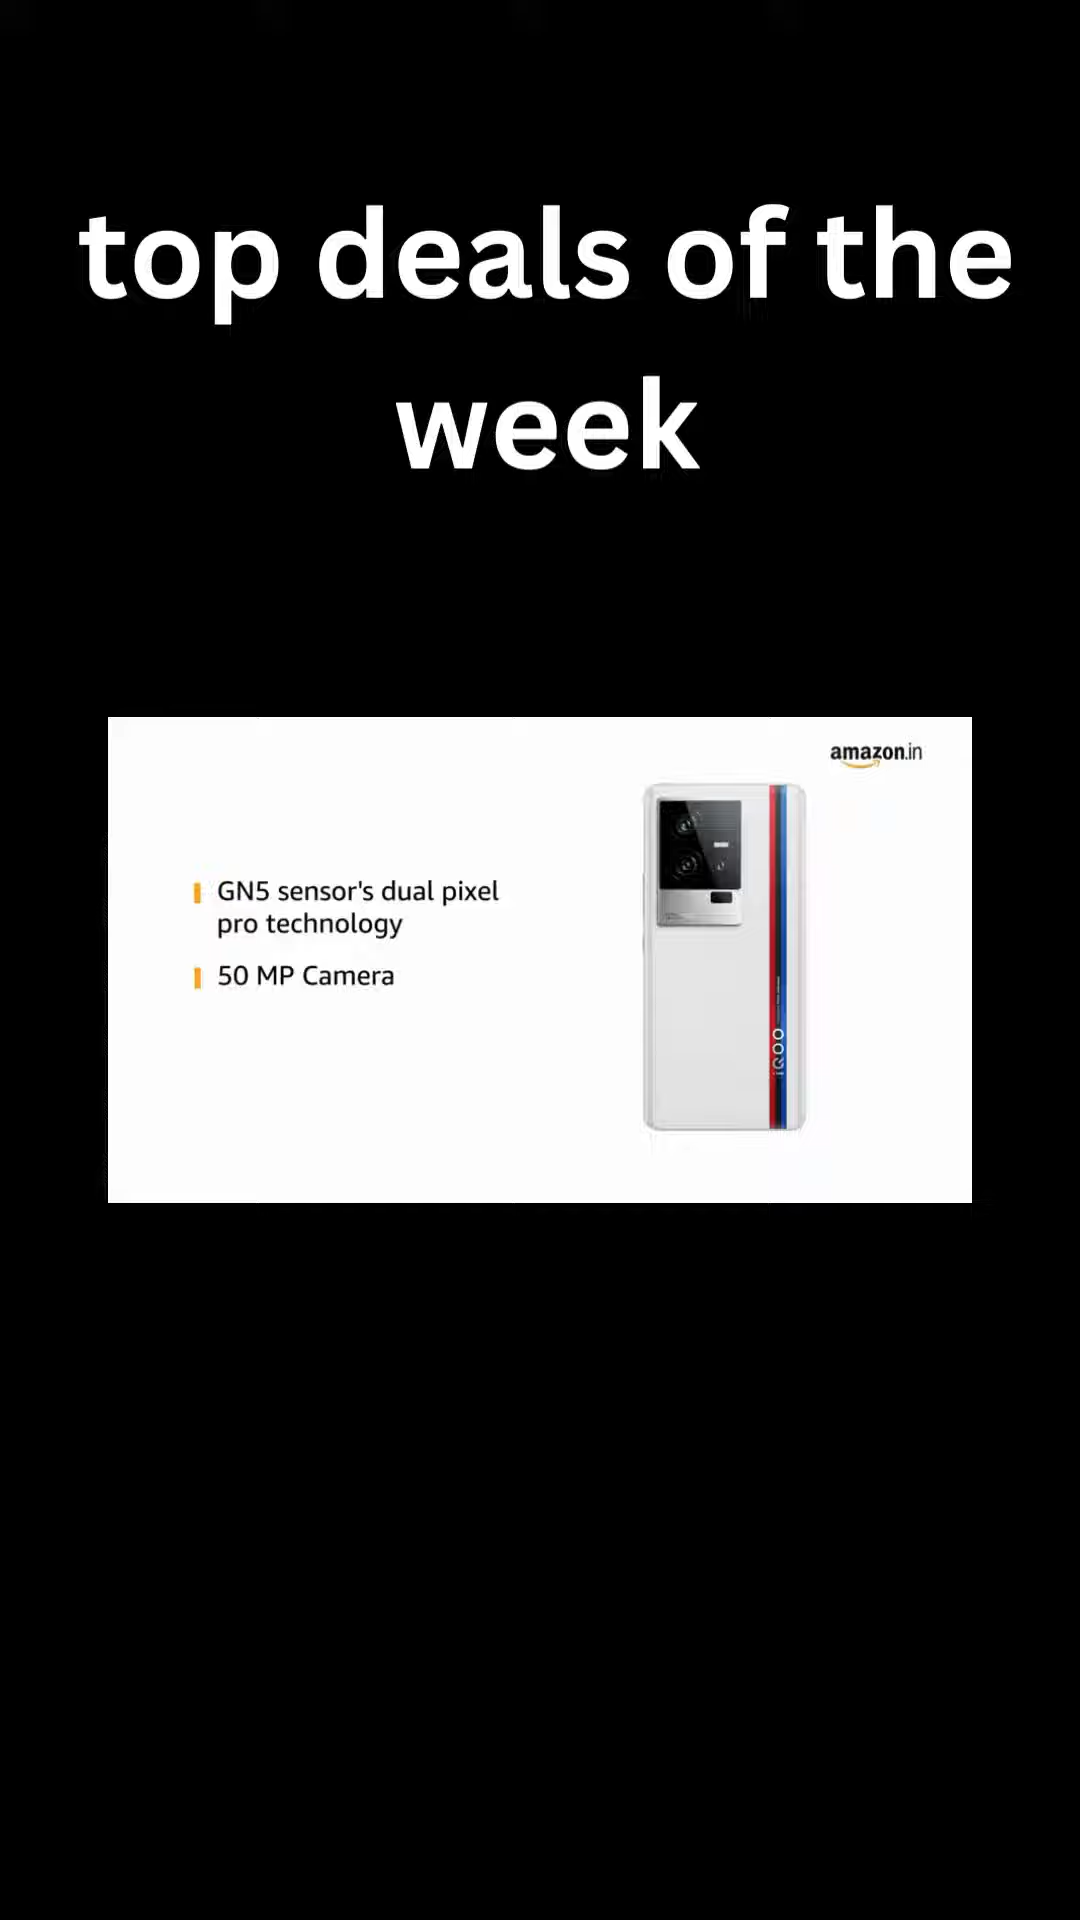 top deals of the
week
amazon.in
GN5 sensor's dual pixel
pro technology
50 MP Camera
iQOO